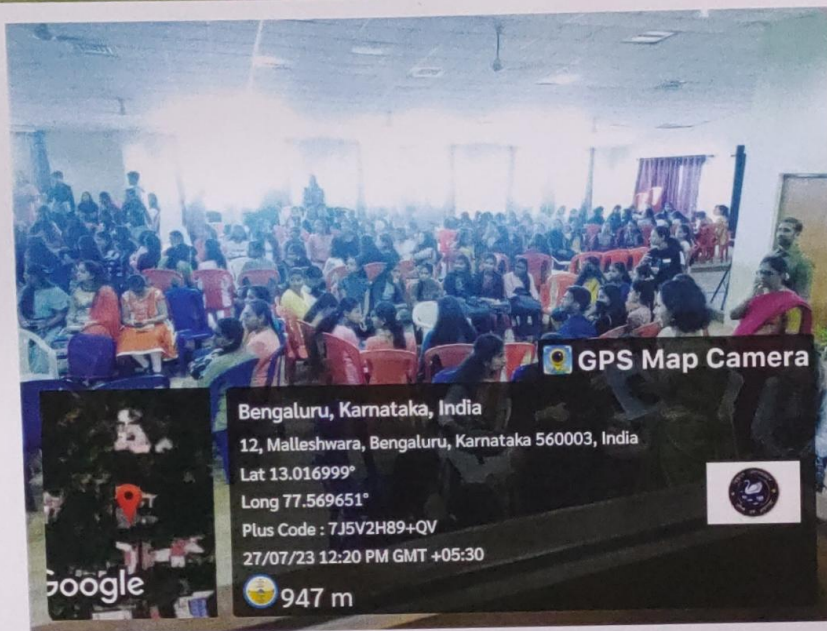 GPS Map Camera
Bengaluru, Karnataka, India
12, Malleshwara, Bengaluru, Karnataka 560003, India
Lat 13.016999°
Long 77.569651°
Plus Code : 7J5V2H89+QV
27/07/23 12:20 PM GMT +05:30
947 m
Google